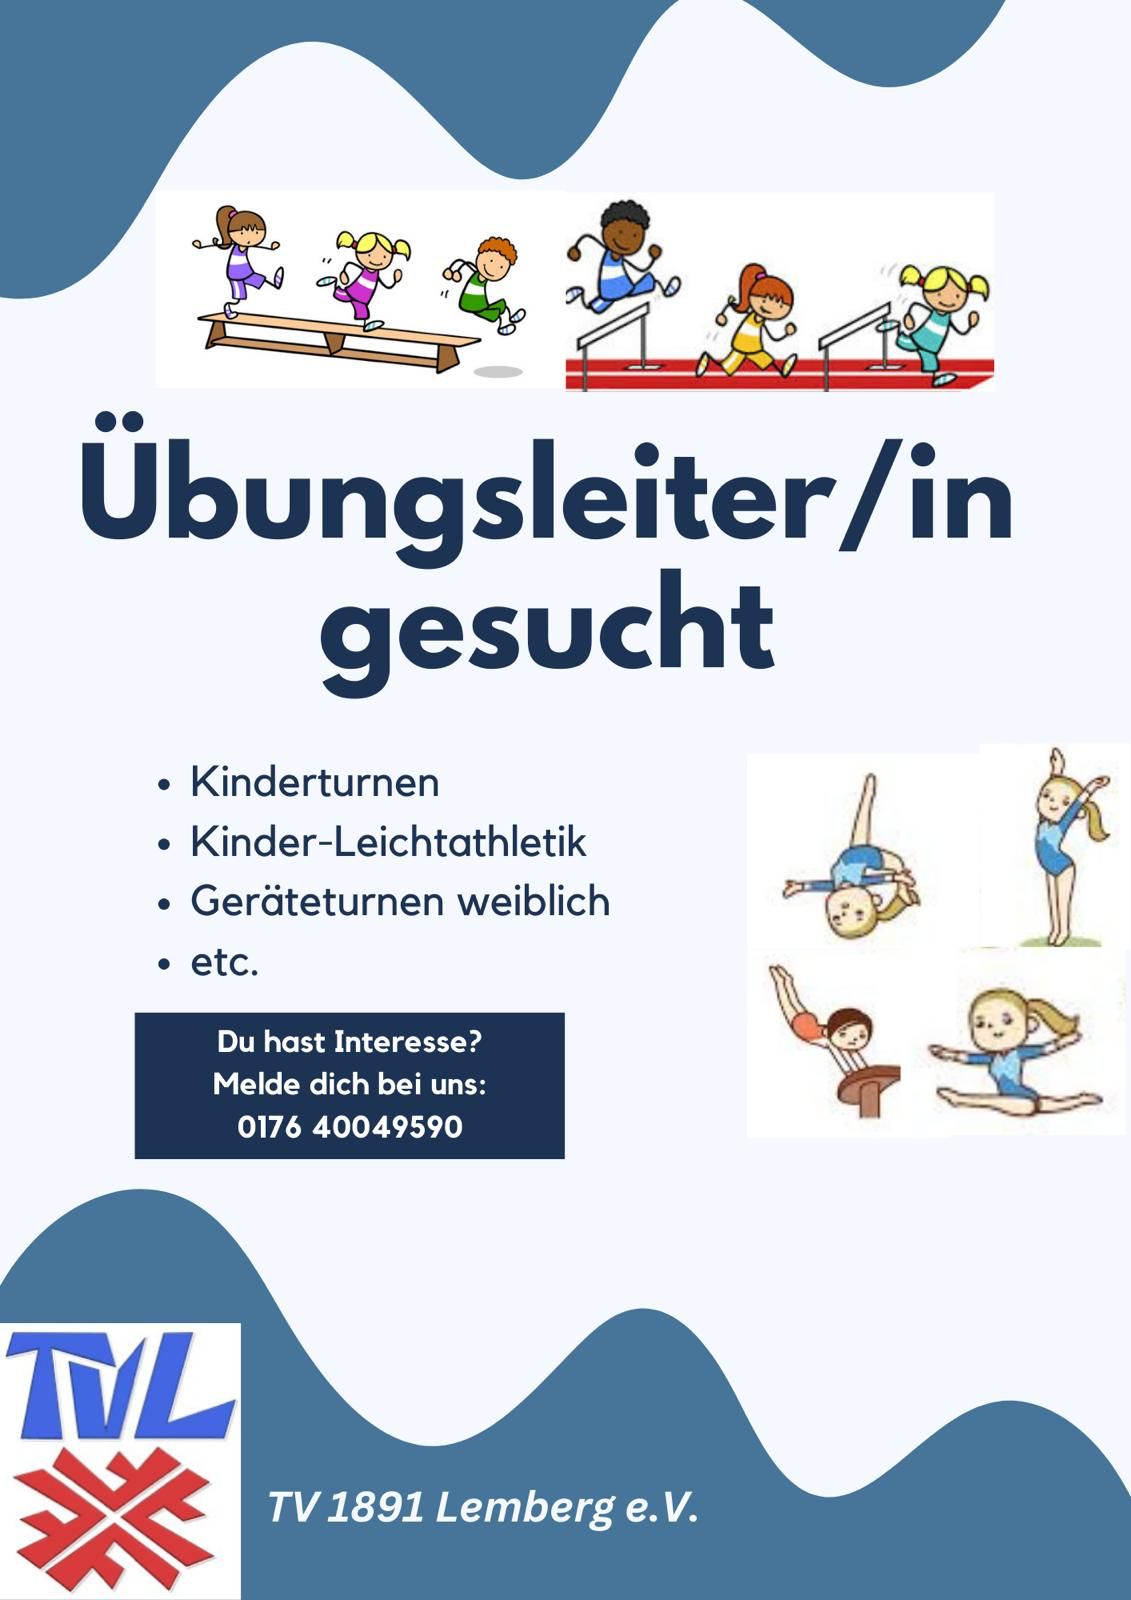 Übungsleiter/in
gesucht
• Kinderturnen
• Kinder-Leichtathletik
• Geräteturnen weiblich
• etc.
Du hast Interesse?
Melde dich bei uns:
0176 40049590
TVL
TV 1891 Lemberg e.V.